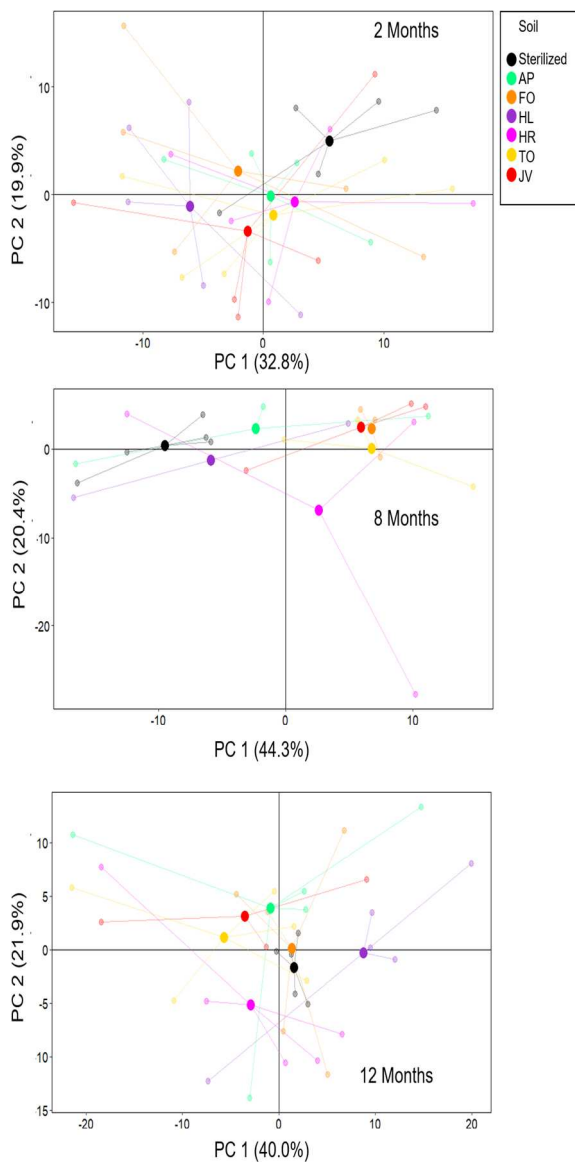 2 Months
Soil
Sterilized
AP
FO
HL
HR
TO
JV
PC 2 (19.9%)
10
0
-10
-10
0
10
PC 1 (32.8%)
8 Months
PC 2 (20.4%)
0
-10
-20
-10
0
10
PC 1 (44.3%)
12 Months
PC 2 (21.9%)
10
5
0
-5
-10
-15
-20
-10
0
10
20
PC 1 (40.0%)